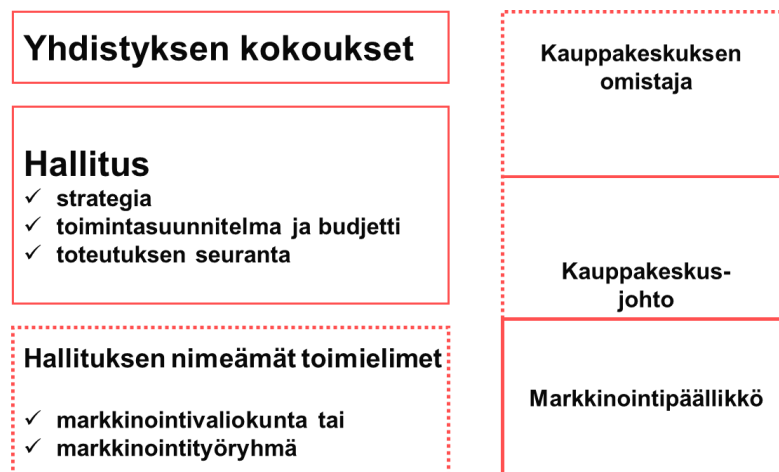 Yhdistyksen kokoukset
Hallitus
✓ strategia
✓ toimintasuunnitelma ja budjetti
✓ toteutuksen seuranta
Hallituksen nimeämät toimielimet
✓ markkinointivaliokunta tai
✓ markkinointityöryhmä
Kauppakeskuksen
omistaja
Kauppakeskus-
johto
Markkinointipäällikkö